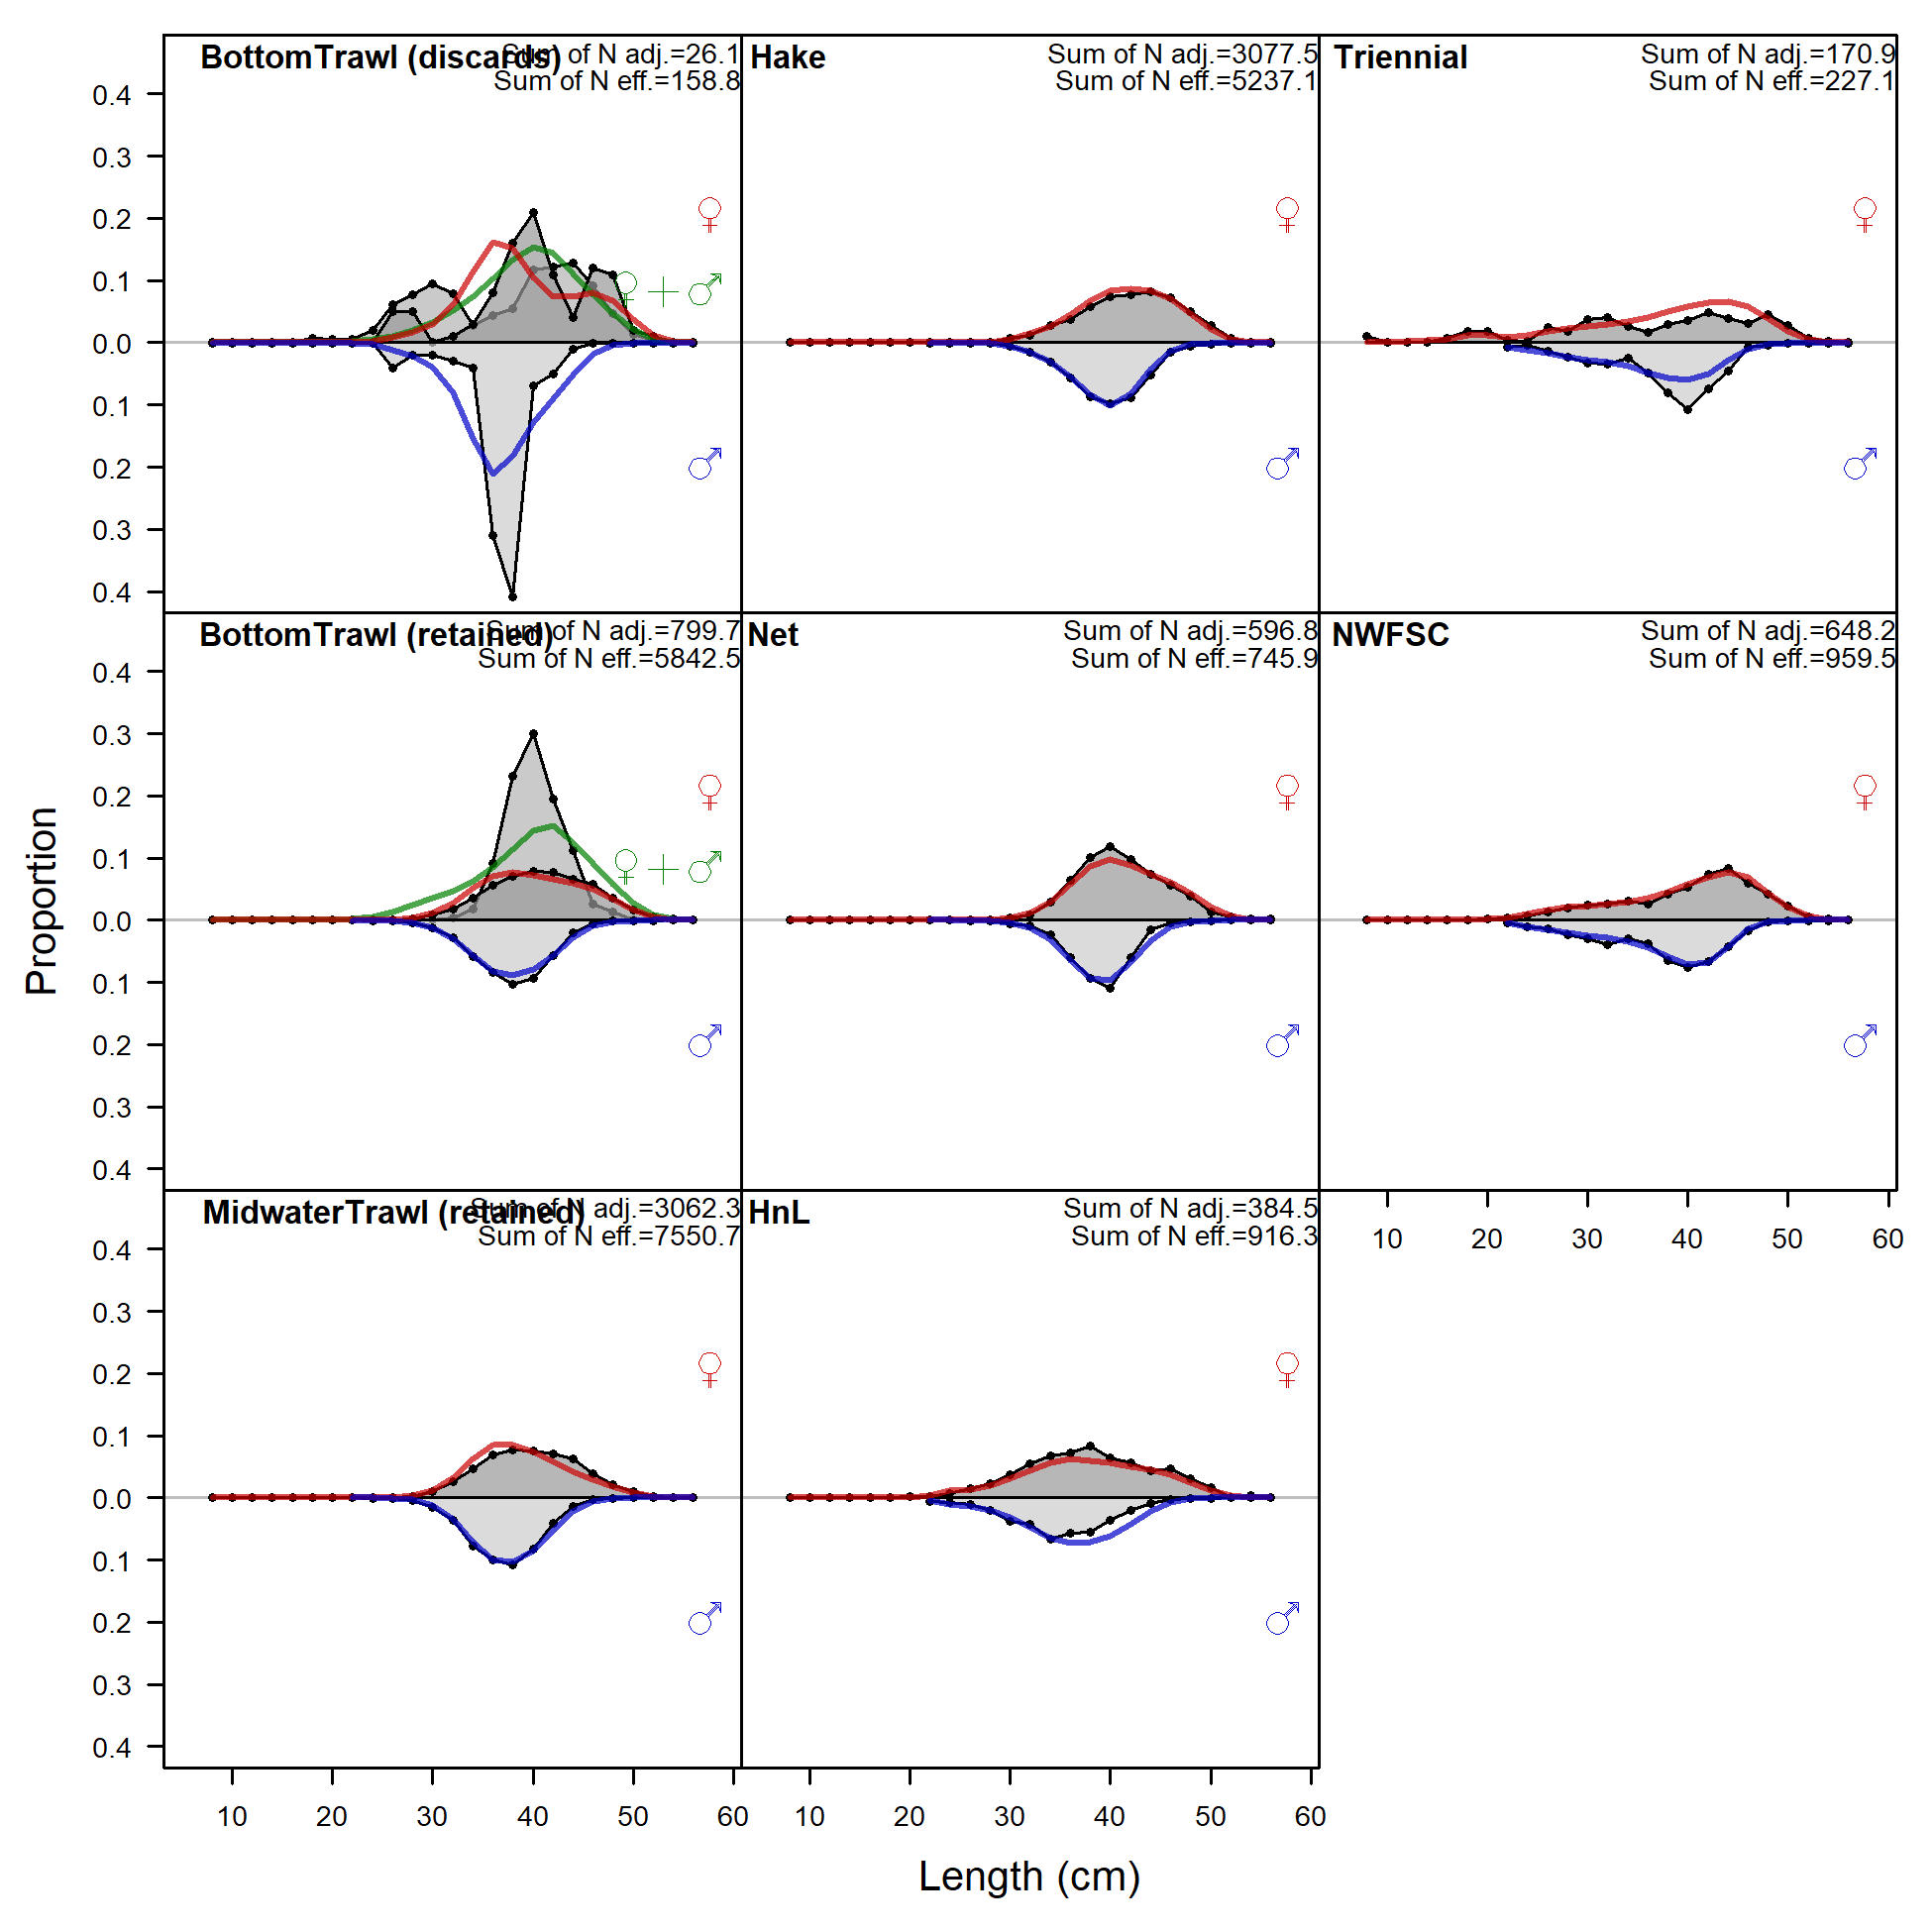 BottomTrawl (discards)
Sum of N adj.=26.1
Sum of N eff.=158.8
Hake
Sum of N adj.=3077.5
Sum of N eff.=5237.1
Triennial
Sum of N adj.=170.9
Sum of N eff.=227.1
0.4
0.3
0.2
♀
♀
♀
0.1
♀ + ♂
0.0
0.1
0.2
♂
♂
♂
0.3
0.4
BottomTrawl (retained)
Sum of N adj.=799.7
Sum of N eff.=5842.5
Net
Sum of N adj.=596.8
Sum of N eff.=745.9
NWFSC
Sum of N adj.=648.2
Sum of N eff.=959.5
0.4
0.3
0.2
♀
♀
♀
0.1
♀ + ♂
0.0
0.1
0.2
♂
♂
♂
0.3
0.4
Proportion
MidwaterTrawl (retained)
Sum of N adj.=3062.3
Sum of N eff.=7550.7
HnL
Sum of N adj.=384.5
Sum of N eff.=916.3
10 20 30 40 50 60
0.4
0.3
0.2
♀
♀
0.1
0.0
0.1
0.2
♂
♂
0.3
0.4
10 20 30 40 50 60
10 20 30 40 50 60
Length (cm)